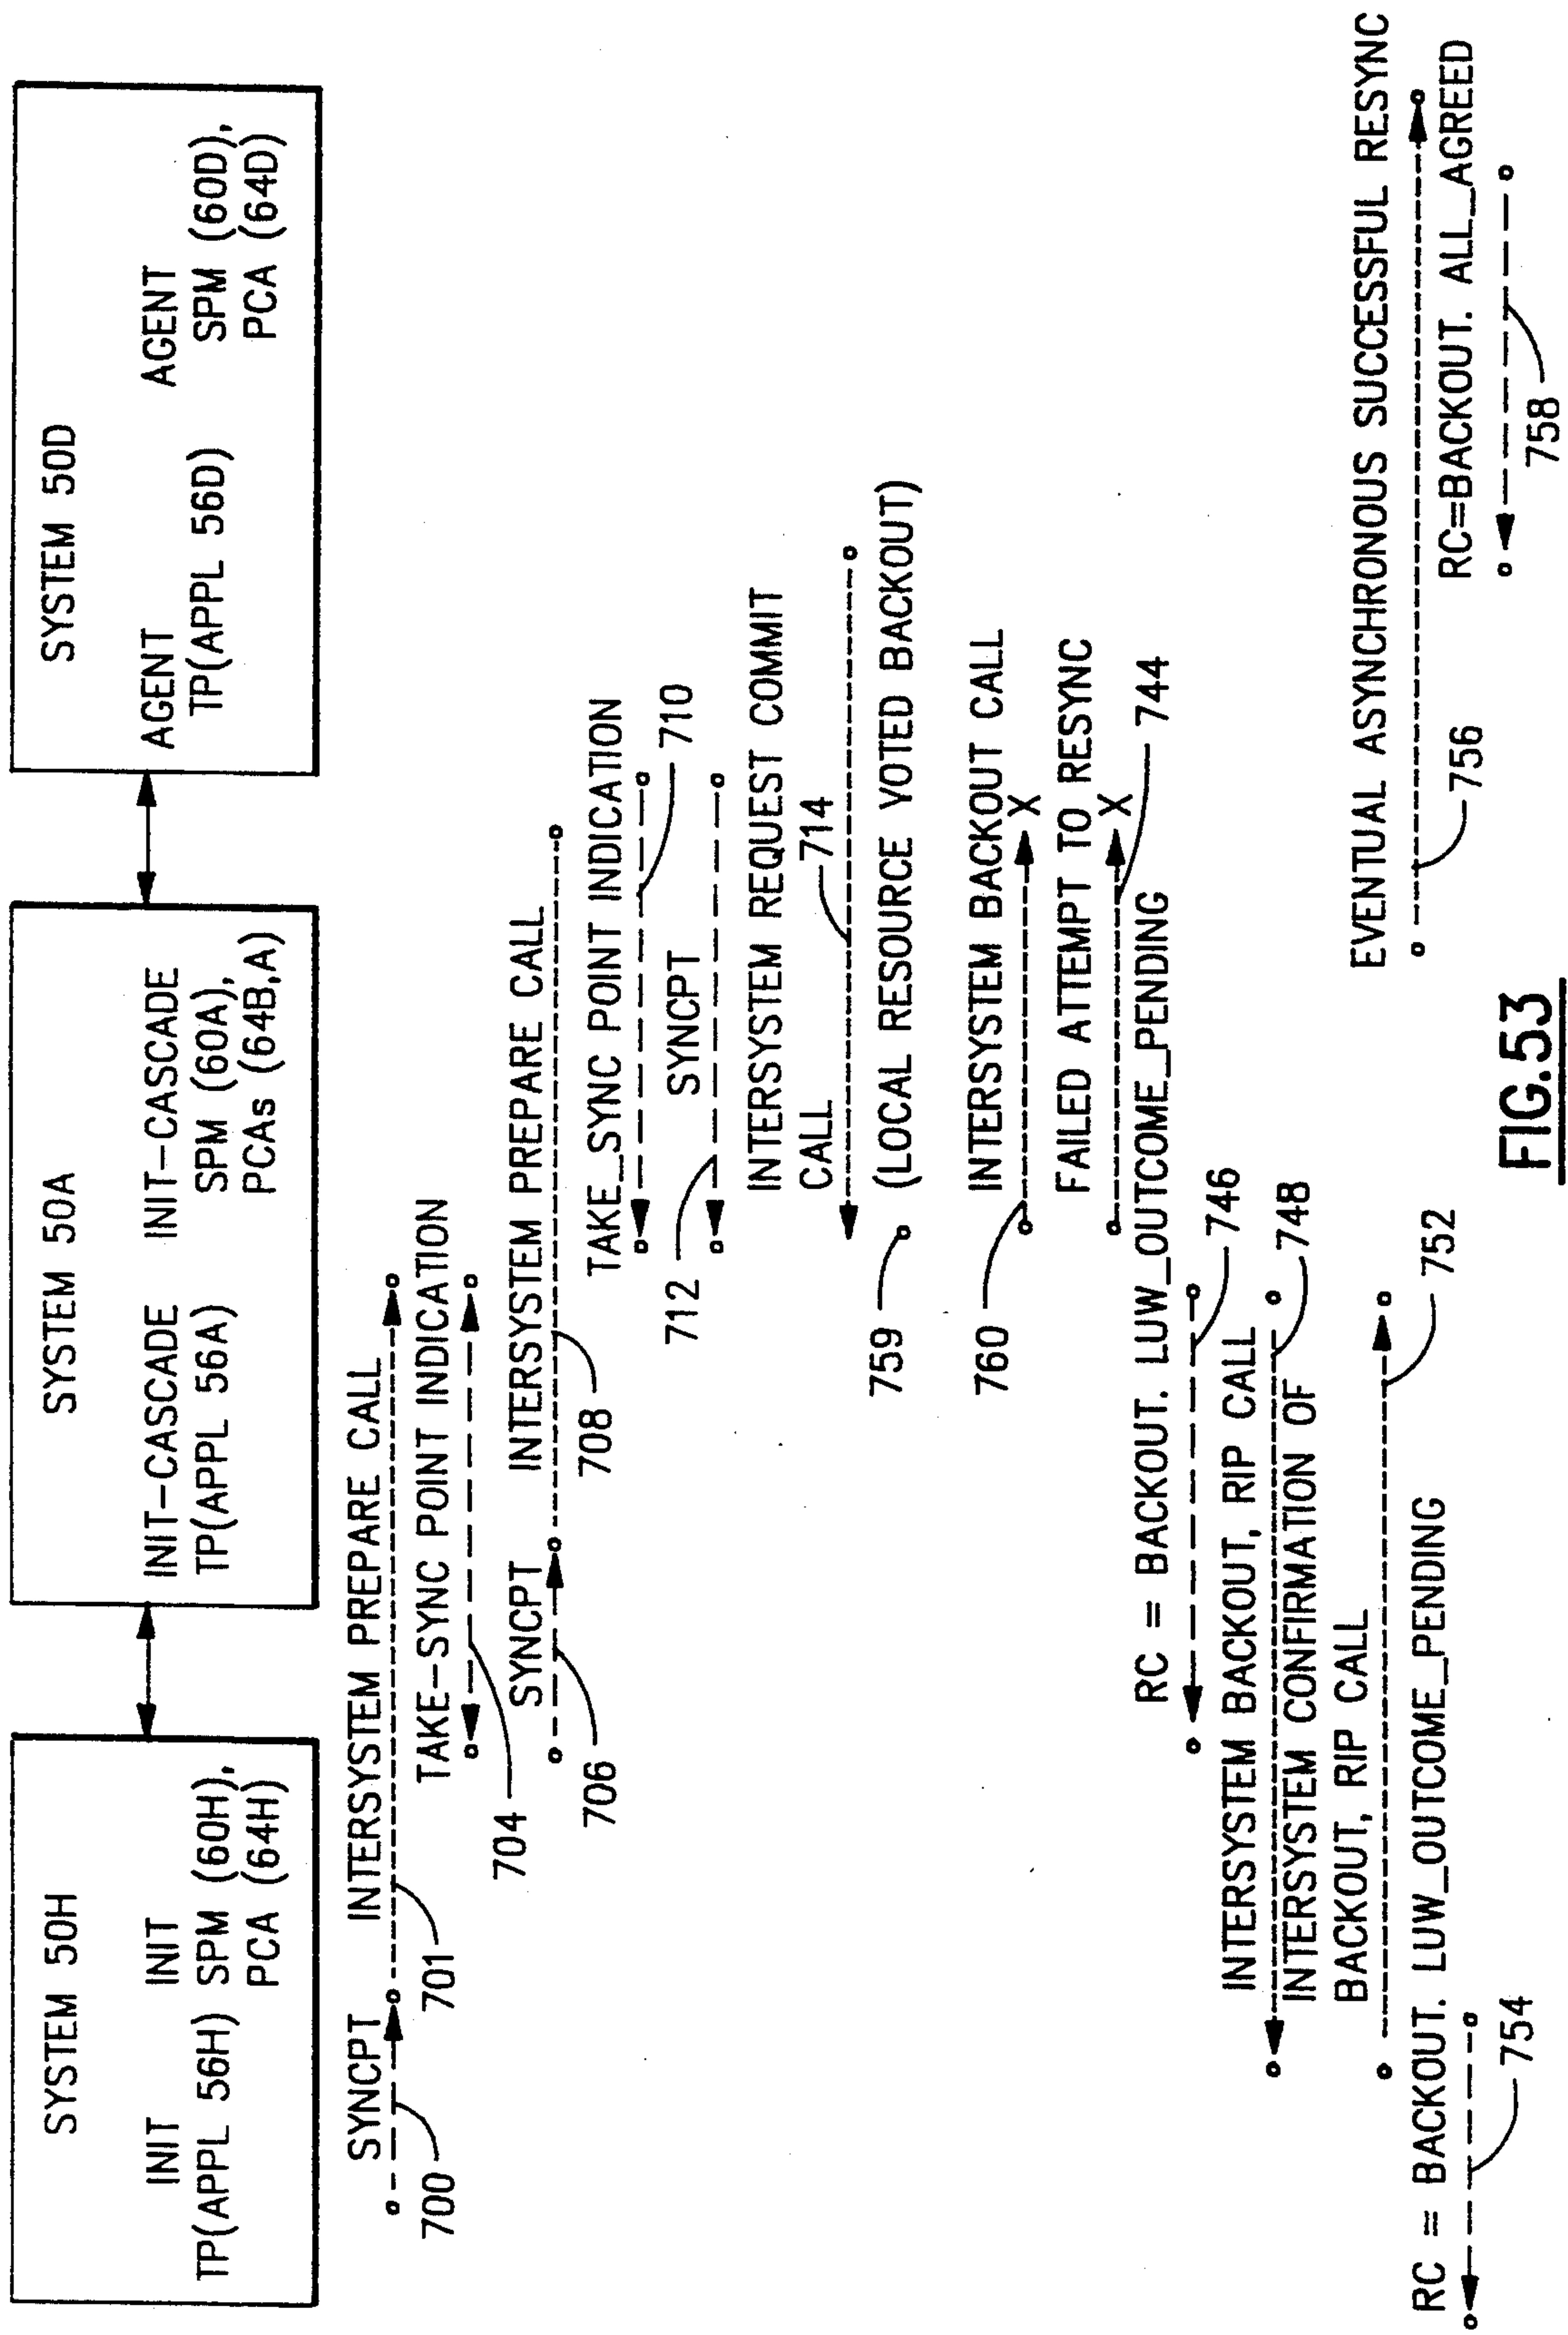 SYSTEM 50H
INIT INIT
TP(APPL 56H) SPM (60H),
PCA (64H)
SYSTEM 50A
INIT-CASCADE INIT-CASCADE
TP(APPL 56A) SPM (60A),
PCAs (64B,A)
SYSTEM 50D
AGENT AGENT
TP(APPL 56D) SPM (60D),
PCA (64D)
SYNCPT INTERSYSTEM PREPARE CALL
700 701
TAKE-SYNC POINT INDICATION
704
SYNCPT INTERSYSTEM PREPARE CALL
706 708
TAKE_SYNC POINT INDICATION
710
SYNCPT
712
INTERSYSTEM REQUEST COMMIT
CALL 714
759 (LOCAL RESOURCE VOTED BACKOUT)
INTERSYSTEM BACKOUT CALL
760 X
FAILED ATTEMPT TO RESYNC
X 744
RC = BACKOUT. LUW_OUTCOME_PENDING
746
INTERSYSTEM BACKOUT, RIP CALL
748
INTERSYSTEM CONFIRMATION OF
BACKOUT, RIP CALL
752
RC = BACKOUT. LUW_OUTCOME_PENDING
754
EVENTUAL ASYNCHRONOUS SUCCESSFUL RESYNC
756
RC=BACKOUT. ALL_AGREED
758
FIG.53